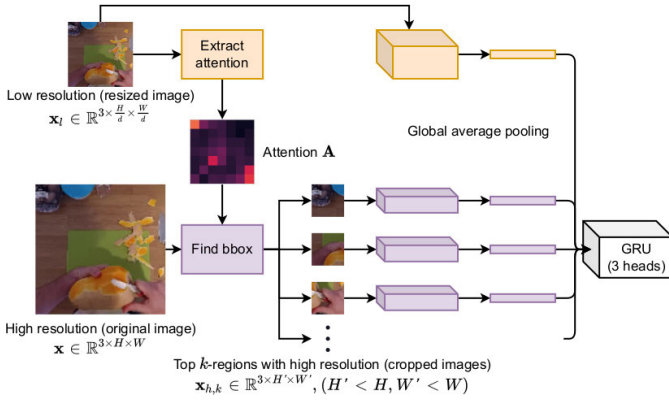 Extract
attention
Low resolution (resized image)
$\mathbf{x}_l \in \mathbb{R}^{3 \times \frac{H}{d} \times \frac{W}{d}}$
Attention $\mathbf{A}$
Global average pooling
Find bbox
GRU
(3 heads)
High resolution (original image)
$\mathbf{x} \in \mathbb{R}^{3 \times H \times W}$
Top $k$-regions with high resolution (cropped images)
$\mathbf{x}_{h,k} \in \mathbb{R}^{3 \times H' \times W'}, (H' < H, W' < W)$